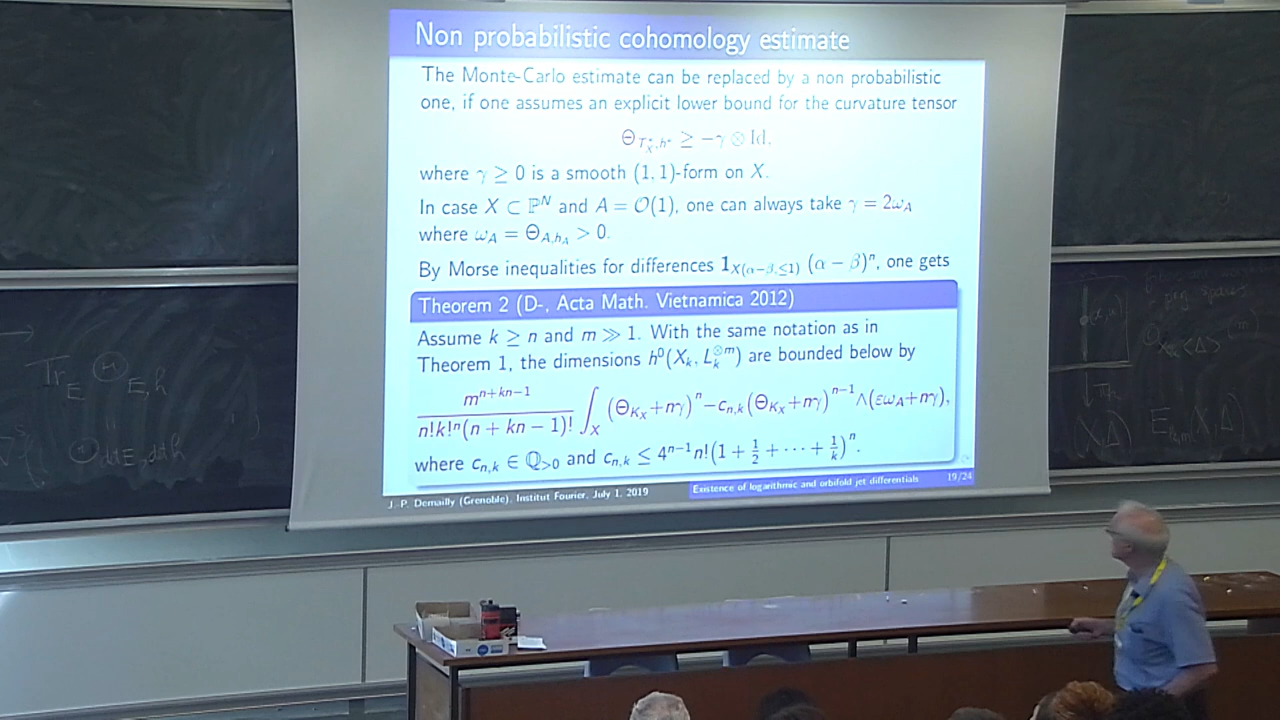 Non probabilistic cohomology estimate
The Monte-Carlo estimate can be replaced by a non probabilistic
one, if one assumes an explicit lower bound for the curvature tensor
Θ_{T*_X,h*} ≥ −γ ⊗ Id,
where γ ≥ 0 is a smooth (1, 1)-form on X.
In case X ⊂ ℙ^N and A = 𝒪(1), one can always take γ = 2ω_A
where ω_A = Θ_{A,h_A} > 0.
By Morse inequalities for differences 1_{X(α−β,≤1)} (α − β)^n, one gets
Theorem 2 (D-, Acta Math. Vietnamica 2012)
Assume k ≥ n and m ≫ 1. With the same notation as in
Theorem 1, the dimensions h^0(X_k, L_k^{⊗m}) are bounded below by
m^{n+kn−1} / n!k!^n(n + kn − 1)! ∫_X (Θ_{K_X}+nγ)^n − c_{n,k}(Θ_{K_X}+nγ)^{n−1} ∧(εω_A+nγ),
where c_{n,k} ∈ ℚ_{>0} and c_{n,k} ≤ 4^{n−1}n!(1 + 1/2 + ⋯ + 1/k)^n.
J.-P. Demailly (Grenoble), Institut Fourier, July 1, 2019
Existence of logarithmic and orbifold jet differentials
19/24
Tr_E Θ_{E,h}
(X,Δ)
E_{k,m}(X,Δ)